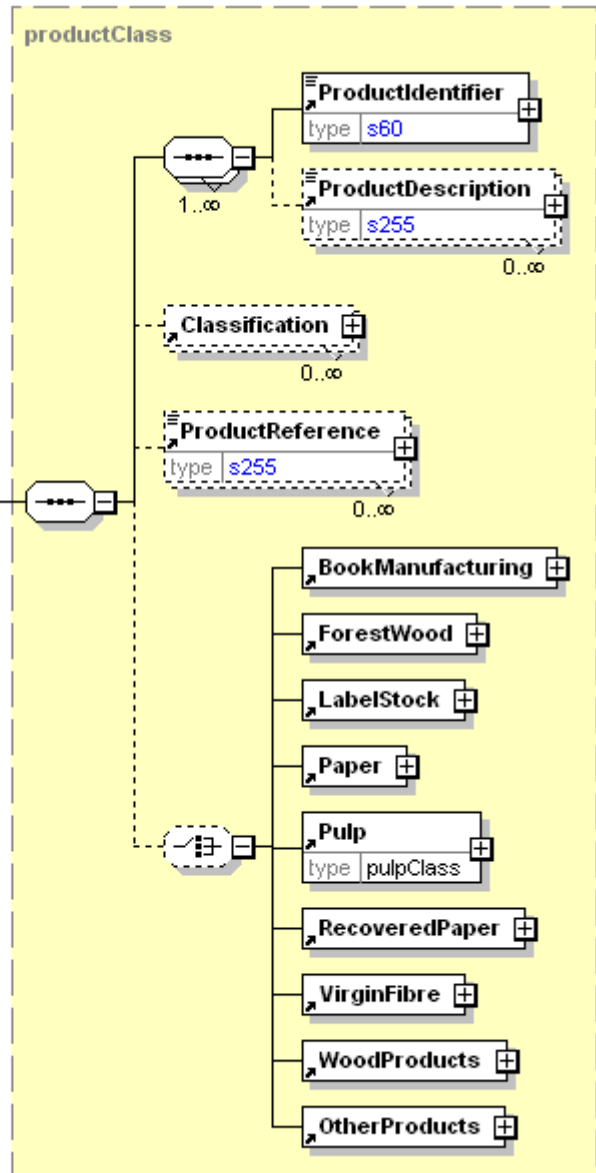 productClass
ProductIdentifier
type s60
1..∞
ProductDescription
type s255
0..∞
Classification
0..∞
ProductReference
type s255
0..∞
BookManufacturing
ForestWood
LabelStock
Paper
Pulp
type pulpClass
RecoveredPaper
VirginFibre
WoodProducts
OtherProducts